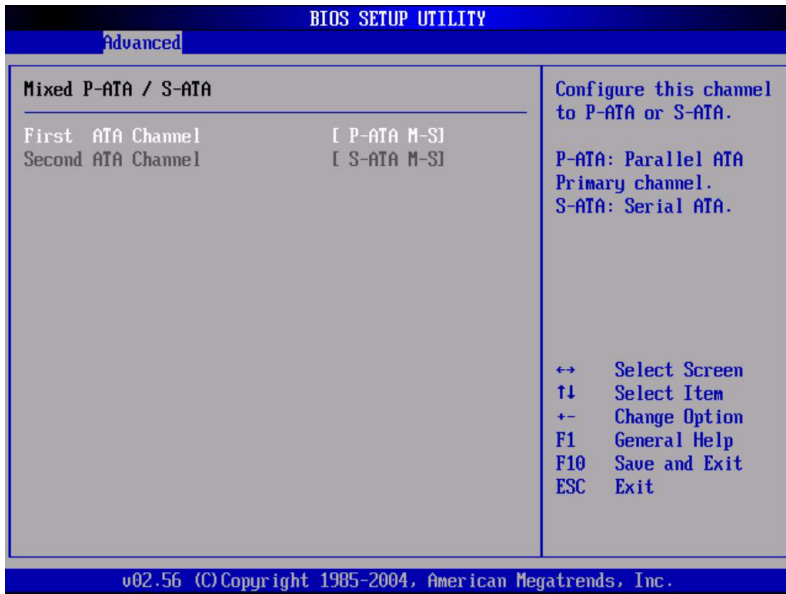 BIOS SETUP UTILITY
Advanced
Mixed P-ATA / S-ATA
First ATA Channel [ P-ATA M-S]
Second ATA Channel [ S-ATA M-S]
Configure this channel
to P-ATA or S-ATA.
P-ATA: Parallel ATA
Primary channel.
S-ATA: Serial ATA.
↔ Select Screen
↑↓ Select Item
+- Change Option
F1 General Help
F10 Save and Exit
ESC Exit
v02.56 (C)Copyright 1985-2004, American Megatrends, Inc.